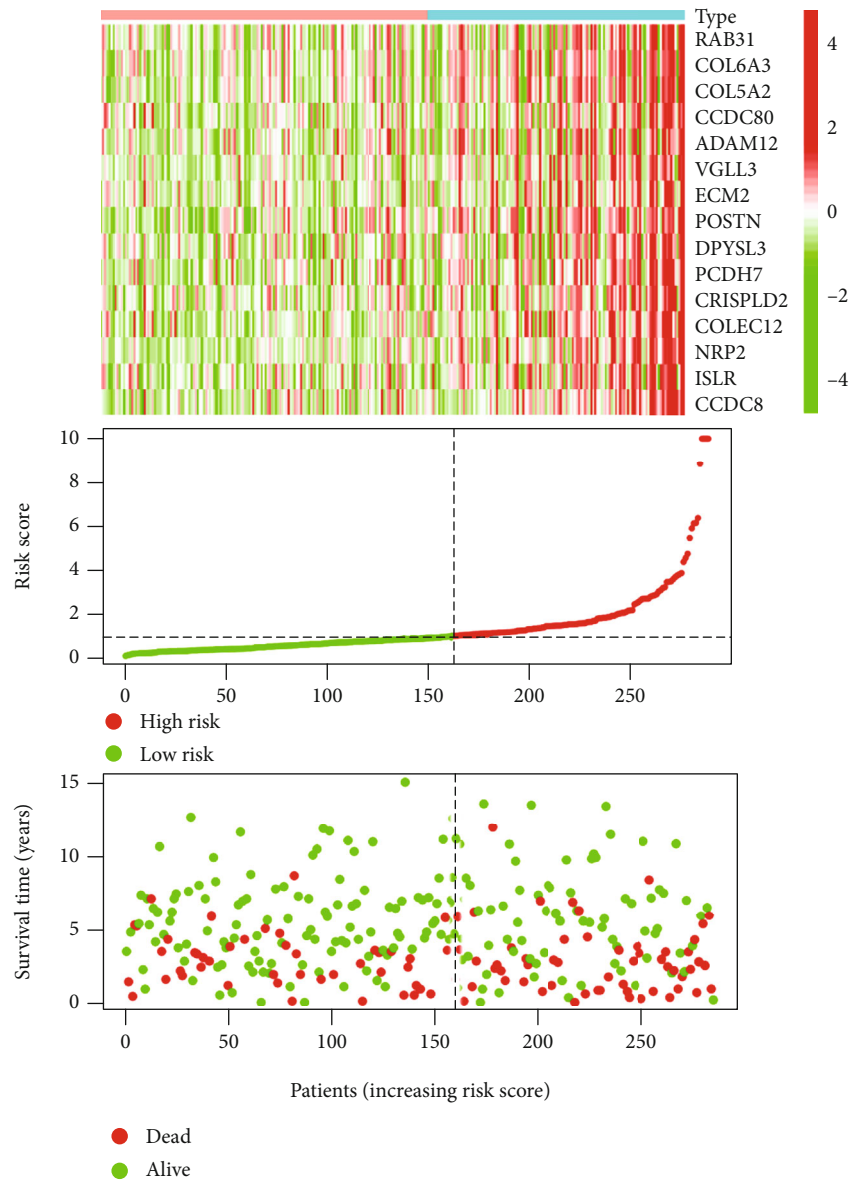 Type
RAB31
COL6A3
COL5A2
CCDC80
ADAM12
VGLL3
ECM2
POSTN
DPYSL3
PCDH7
CRISPLD2
COLEC12
NRP2
ISLR
CCDC8
4
2
0
−2
−4
Risk score
10
8
6
4
2
0
0 50 100 150 200 250
High risk
Low risk
Survival time (years)
15
10
5
0
0 50 100 150 200 250
Patients (increasing risk score)
Dead
Alive